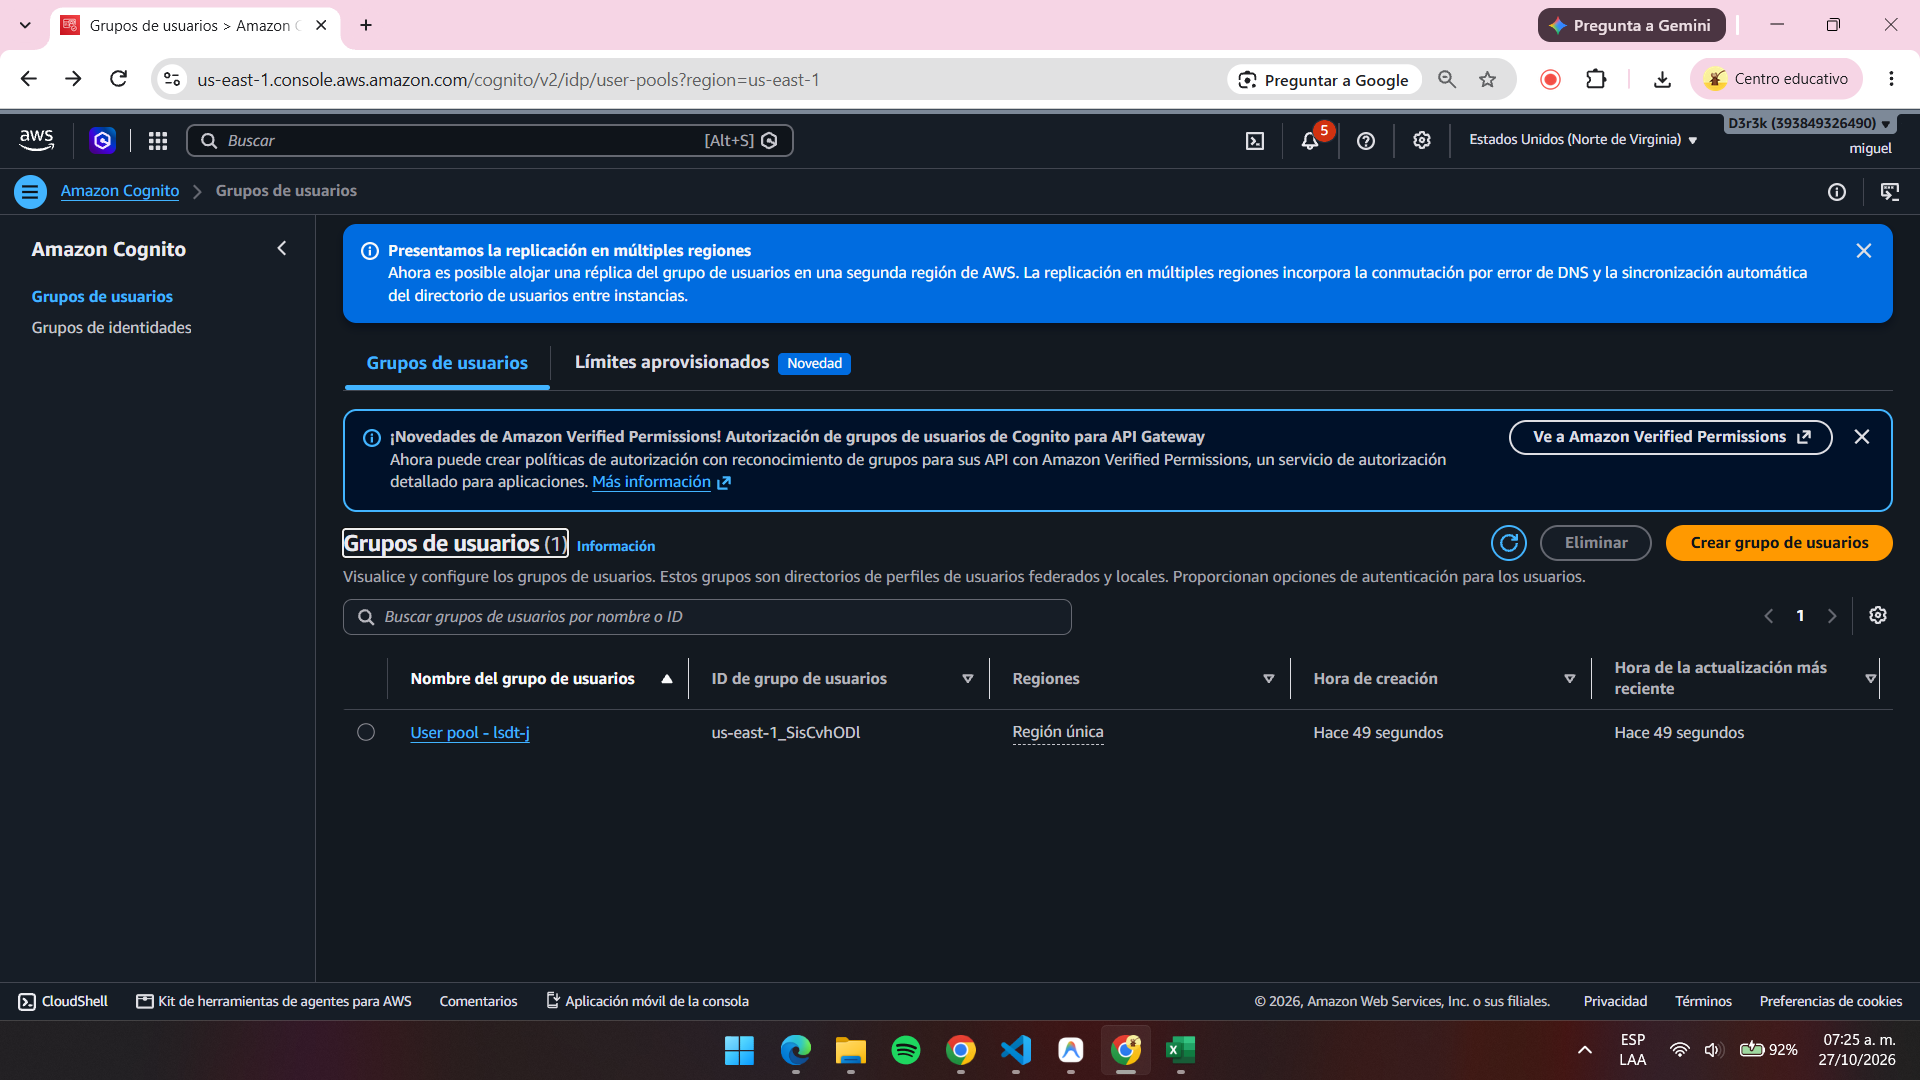 Grupos de usuarios > Amazon C
Pregunta a Gemini
us-east-1.console.aws.amazon.com/cognito/v2/idp/user-pools?region=us-east-1
Preguntar a Google
Centro educativo
aws
Buscar
[Alt+S]
5
Estados Unidos (Norte de Virginia)
D3r3k (393849326490)
miguel
Amazon Cognito
Grupos de usuarios
Amazon Cognito
Grupos de usuarios
Grupos de identidades
Presentamos la replicación en múltiples regiones
Ahora es posible alojar una réplica del grupo de usuarios en una segunda región de AWS. La replicación en múltiples regiones incorpora la conmutación por error de DNS y la sincronización automática
del directorio de usuarios entre instancias.
Grupos de usuarios
Límites aprovisionados
Novedad
¡Novedades de Amazon Verified Permissions! Autorización de grupos de usuarios de Cognito para API Gateway
Ahora puede crear políticas de autorización con reconocimiento de grupos para sus API con Amazon Verified Permissions, un servicio de autorización
detallado para aplicaciones. Más información
Ve a Amazon Verified Permissions
Grupos de usuarios (1)
Información
Eliminar
Crear grupo de usuarios
Visualice y configure los grupos de usuarios. Estos grupos son directorios de perfiles de usuarios federados y locales. Proporcionan opciones de autenticación para los usuarios.
Buscar grupos de usuarios por nombre o ID
1
Nombre del grupo de usuarios
ID de grupo de usuarios
Regiones
Hora de creación
Hora de la actualización más
reciente
User pool - lsdt-j
us-east-1_SisCvhODl
Región única
Hace 49 segundos
Hace 49 segundos
CloudShell
Kit de herramientas de agentes para AWS
Comentarios
Aplicación móvil de la consola
© 2026, Amazon Web Services, Inc. o sus filiales.
Privacidad
Términos
Preferencias de cookies
ESP
LAA
92%
07:25 a. m.
27/10/2026